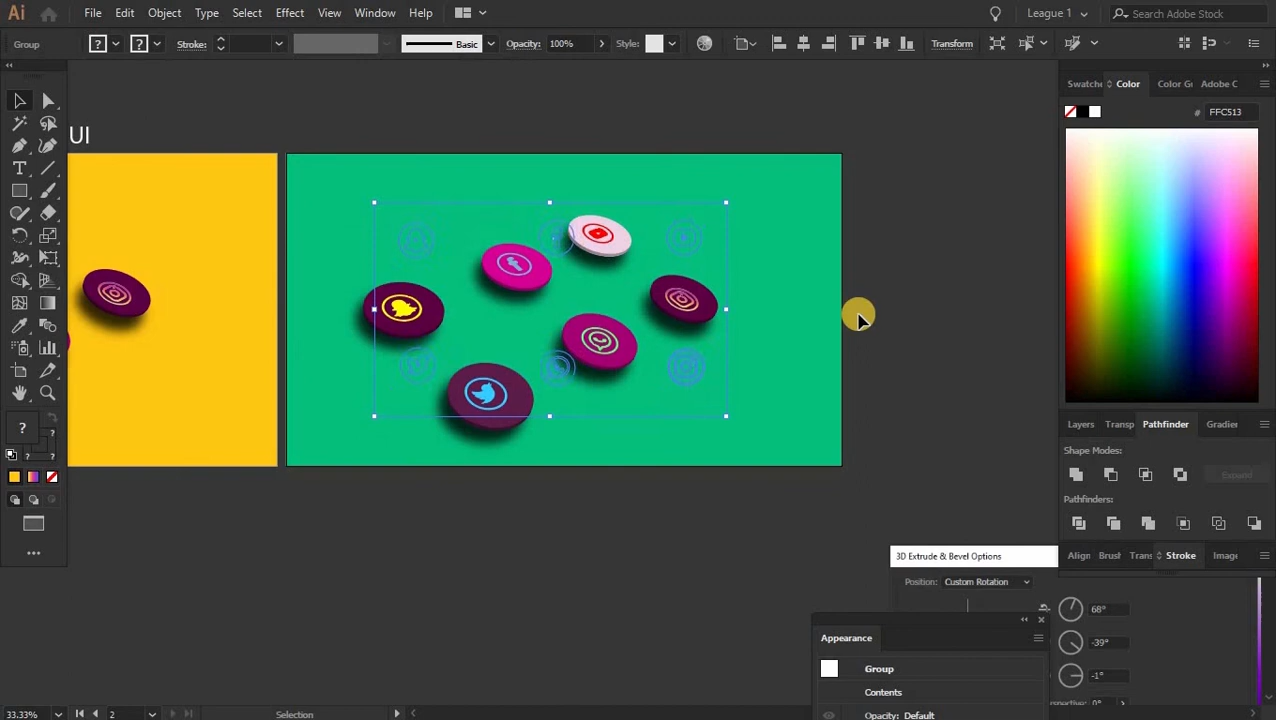 Ai File Edit Object Type Select Effect View Window Help League 1 Search Adobe Stock
Group ? ? Stroke: Basic Opacity: 100% Style: Transform
Swatche Color Color G Adobe C
# FFC513
UI
Layers Transp Pathfinder Gradier
Shape Modes:
Expand
Pathfinders:
Align Brush Trans Stroke Image
3D Extrude & Bevel Options
Position: Custom Rotation
68°
-39°
-1°
0°
Appearance
Group
Contents
Opacity: Default
?
?
?
?
33.33% 2 Selection